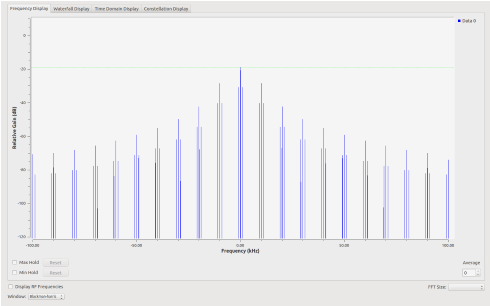 Frequency Display Waterfall Display Time Domain Display Constellation Display
Data 0
0
-20
-40
-60
-80
-100
-120
Relative Gain (dB)
-100.00 -50.00 0.00 50.00 100.00
Frequency (kHz)
Max Hold Reset
Average
Min Hold Reset
0
Display RF Frequencies
FFT Size:
Window: Blackman-harris